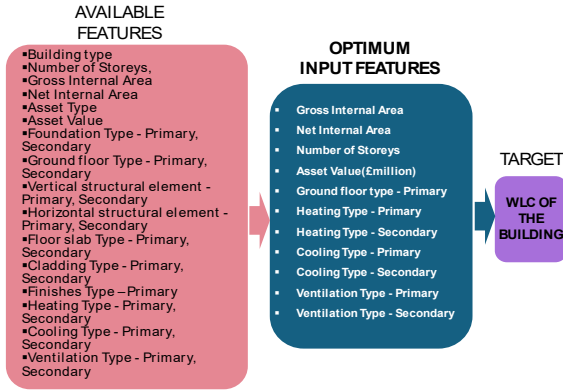 AVAILABLE
FEATURES
▪Building type
▪Number of Storeys,
▪Gross Internal Area
▪Net Internal Area
▪Asset Type
▪Asset Value
▪Foundation Type - Primary,
Secondary
▪Ground floor Type - Primary,
Secondary
▪Vertical structural element -
Primary, Secondary
▪Horizontal structural element -
Primary, Secondary
▪Floor slab Type - Primary,
Secondary
▪Cladding Type - Primary,
Secondary
▪Finishes Type – Primary
▪Heating Type - Primary,
Secondary
▪Cooling Type - Primary,
Secondary
▪Ventilation Type - Primary,
Secondary
OPTIMUM
INPUT FEATURES
▪ Gross Internal Area
▪ Net Internal Area
▪ Number of Storeys
▪ Asset Value(£million)
▪ Ground floor type - Primary
▪ Heating Type - Primary
▪ Heating Type - Secondary
▪ Cooling Type - Primary
▪ Cooling Type - Secondary
▪ Ventilation Type - Primary
▪ Ventilation Type - Secondary
TARGET
WLC OF
THE
BUILDING